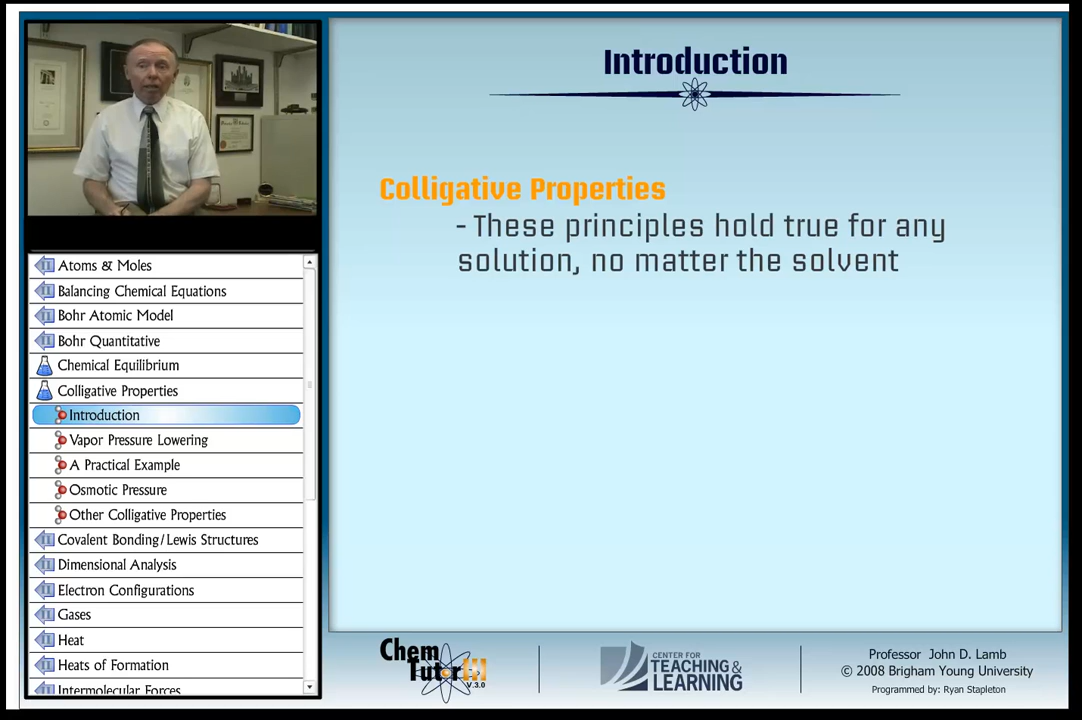 Introduction
Colligative Properties
- These principles hold true for any
solution, no matter the solvent
Atoms & Moles
Balancing Chemical Equations
Bohr Atomic Model
Bohr Quantitative
Chemical Equilibrium
Colligative Properties
Introduction
Vapor Pressure Lowering
A Practical Example
Osmotic Pressure
Other Colligative Properties
Covalent Bonding/Lewis Structures
Dimensional Analysis
Electron Configurations
Gases
Heat
Heats of Formation
Intermolecular Forces
Chem
Tutor III
V.3.0
CENTER FOR
TEACHING &
LEARNING
Professor John D. Lamb
© 2008 Brigham Young University
Programmed by: Ryan Stapleton